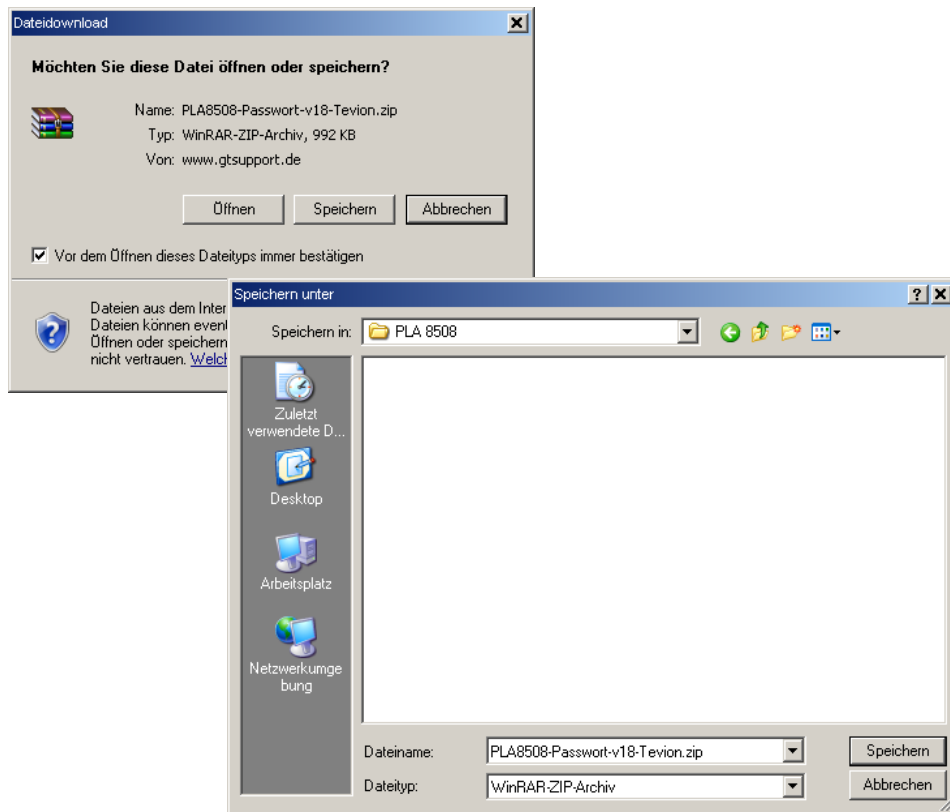 Dateidownload
Möchten Sie diese Datei öffnen oder speichern?
Name: PLA8508-Passwort-v18-Tevion.zip
Typ: WinRAR-ZIP-Archiv, 992 KB
Von: www.gtsupport.de
Öffnen Speichern Abbrechen
Vor dem Öffnen dieses Dateityps immer bestätigen
Dateien aus dem Inter
Dateien können event
Öffnen oder speichern
nicht vertrauen. Welch
Speichern unter
Speichern in: PLA 8508
Zuletzt
verwendete D...
Desktop
Arbeitsplatz
Netzwerkumge
bung
Dateiname: PLA8508-Passwort-v18-Tevion.zip Speichern
Dateityp: WinRAR-ZIP-Archiv Abbrechen